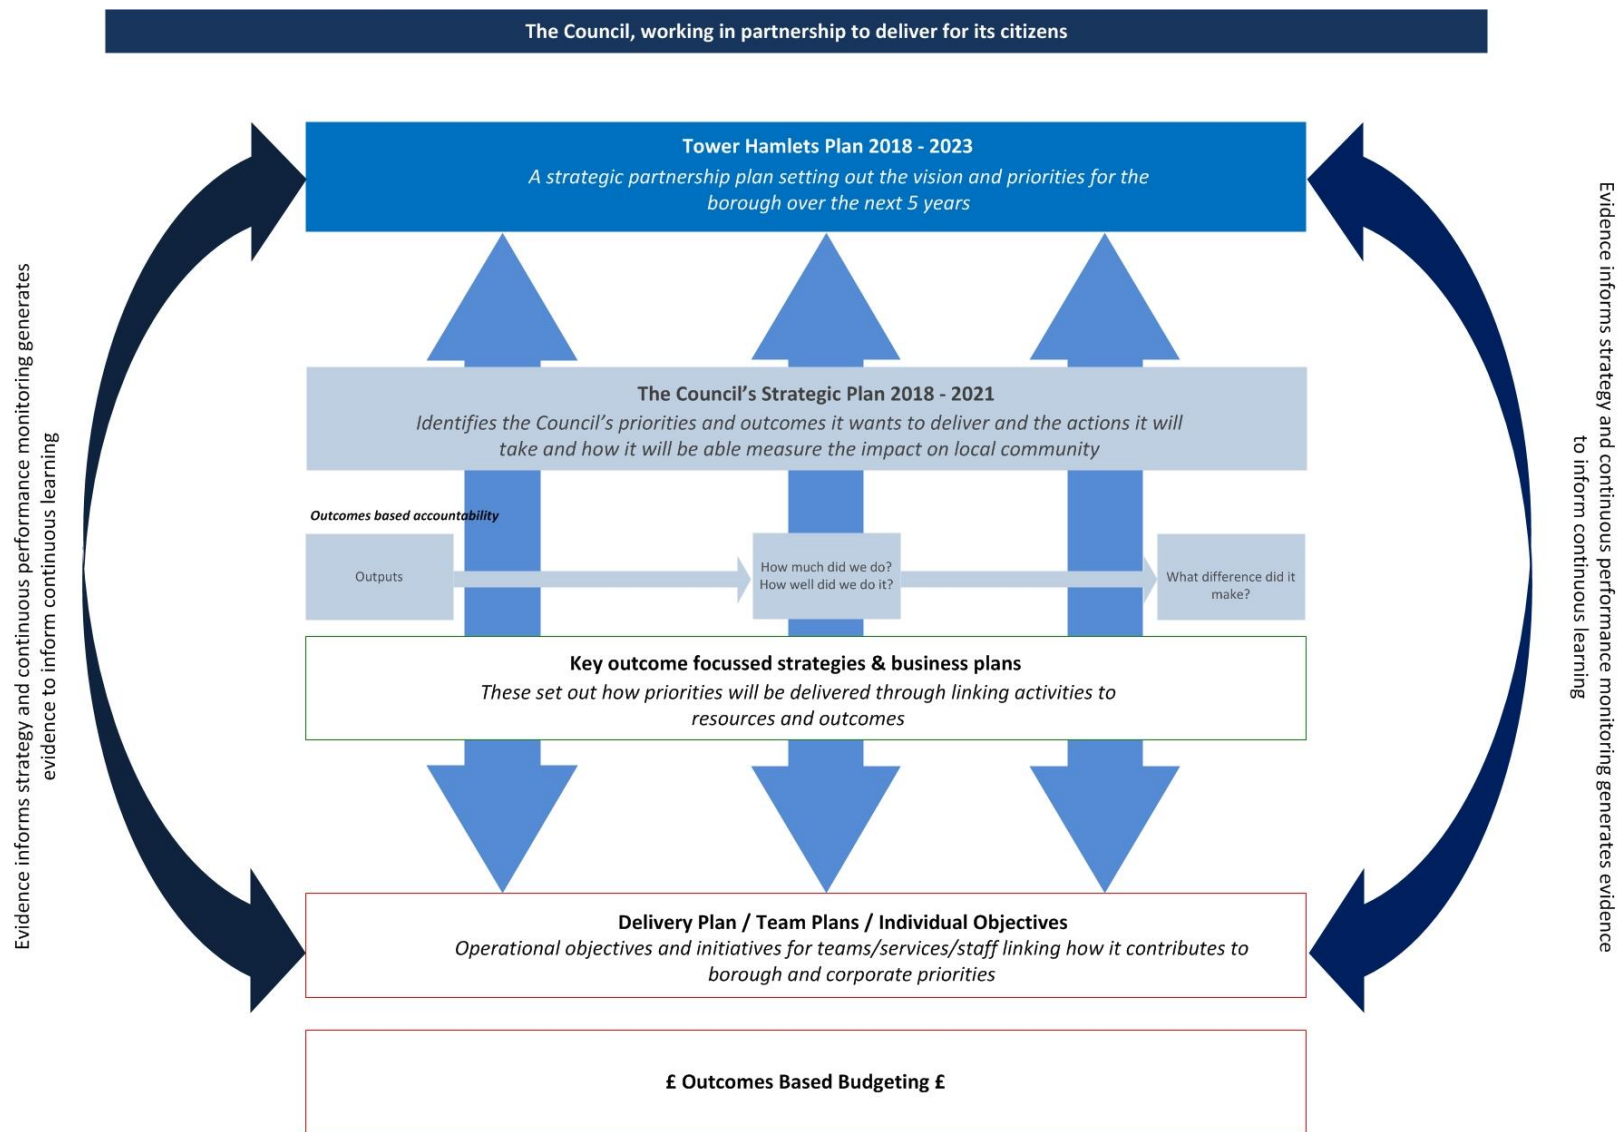 The Council, working in partnership to deliver for its citizens
Tower Hamlets Plan 2018 - 2023
A strategic partnership plan setting out the vision and priorities for the
borough over the next 5 years
The Council’s Strategic Plan 2018 - 2021
Identifies the Council’s priorities and outcomes it wants to deliver and the actions it will
take and how it will be able measure the impact on local community
Outcomes based accountability
Outputs
How much did we do?
How well did we do it?
What difference did it
make?
Key outcome focussed strategies & business plans
These set out how priorities will be delivered through linking activities to
resources and outcomes
Delivery Plan / Team Plans / Individual Objectives
Operational objectives and initiatives for teams/services/staff linking how it contributes to
borough and corporate priorities
£ Outcomes Based Budgeting £
Evidence informs strategy and continuous performance monitoring generates
evidence to inform continuous learning
Evidence informs strategy and continuous performance monitoring generates evidence
to inform continuous learning